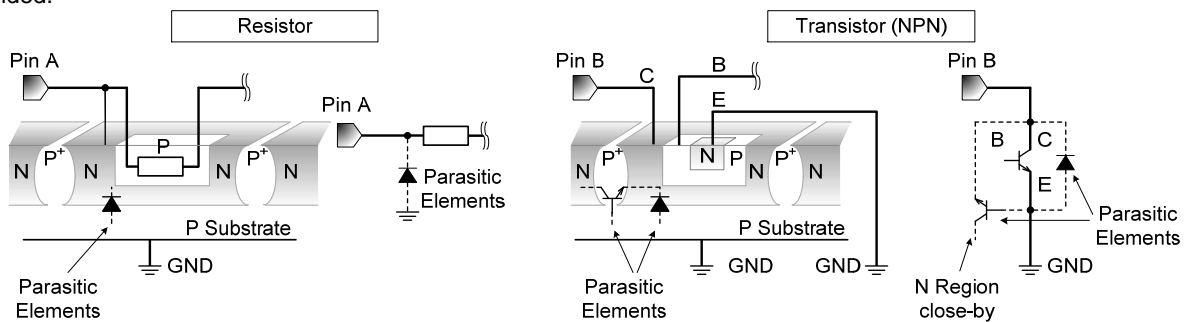 Resistor
Transistor (NPN)
Pin A
Pin A
P
N
P+
N
N
P+
N
Parasitic
Elements
P Substrate
GND
Parasitic
Elements
Pin B
C
B
E
N
P+
N
N
P
N
P+
N
P Substrate
GND
GND
Parasitic
Elements
Pin B
B
C
E
Parasitic
Elements
GND
N Region
close-by